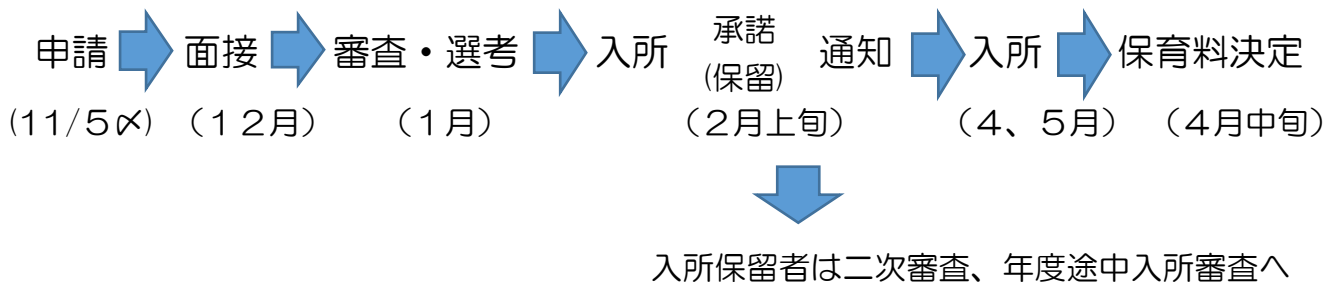 申請 面接 審査・選考 入所 承諾(保留) 通知 入所 保育料決定
(11/5〆) （１２月） （１月） （２月上旬） （４、５月） （４月中旬）
入所保留者は二次審査、年度途中入所審査へ